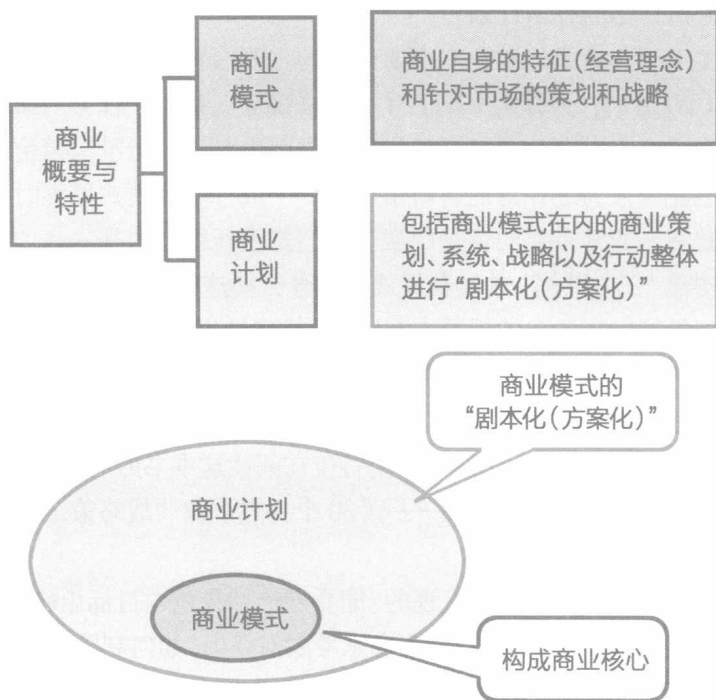 商业
模式
商业自身的特征（经营理念）
和针对市场的策划和战略
商业
概要与
特性
商业
计划
包括商业模式在内的商业策
划、系统、战略以及行动整体
进行“剧本化（方案化）”
商业模式的
“剧本化（方案化）”
商业计划
商业模式
构成商业核心